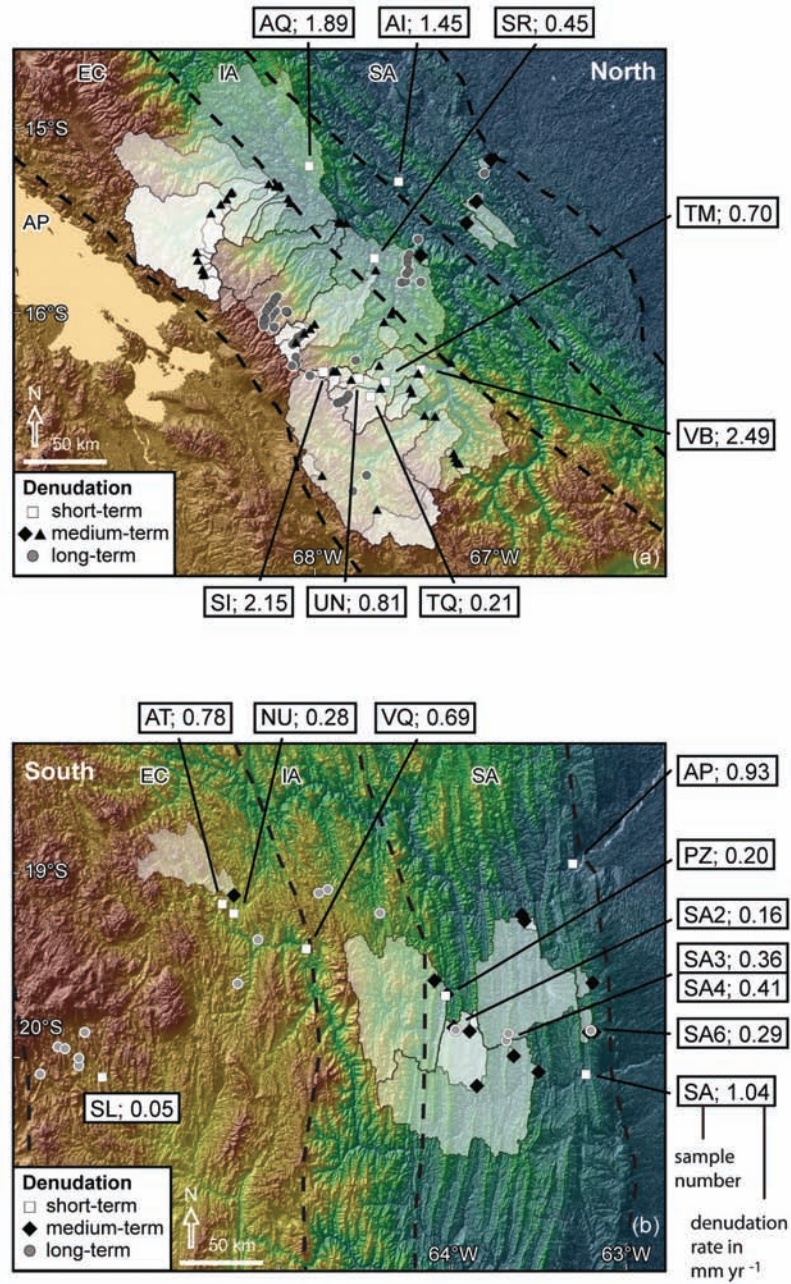 AQ; 1.89
AI; 1.45
SR; 0.45
EC
IA
SA
North
15°S
AP
TM; 0.70
16°S
N
50 km
VB; 2.49
Denudation
short-term
medium-term
long-term
68°W
67°W
(a)
SI; 2.15
UN; 0.81
TQ; 0.21
AT; 0.78
NU; 0.28
VQ; 0.69
South
EC
IA
SA
AP; 0.93
19°S
PZ; 0.20
SA2; 0.16
SA3; 0.36
SA4; 0.41
20°S
SA6; 0.29
SL; 0.05
SA; 1.04
sample
number
Denudation
short-term
medium-term
long-term
N
50 km
64°W
63°W
(b)
denudation
rate in
mm yr -1